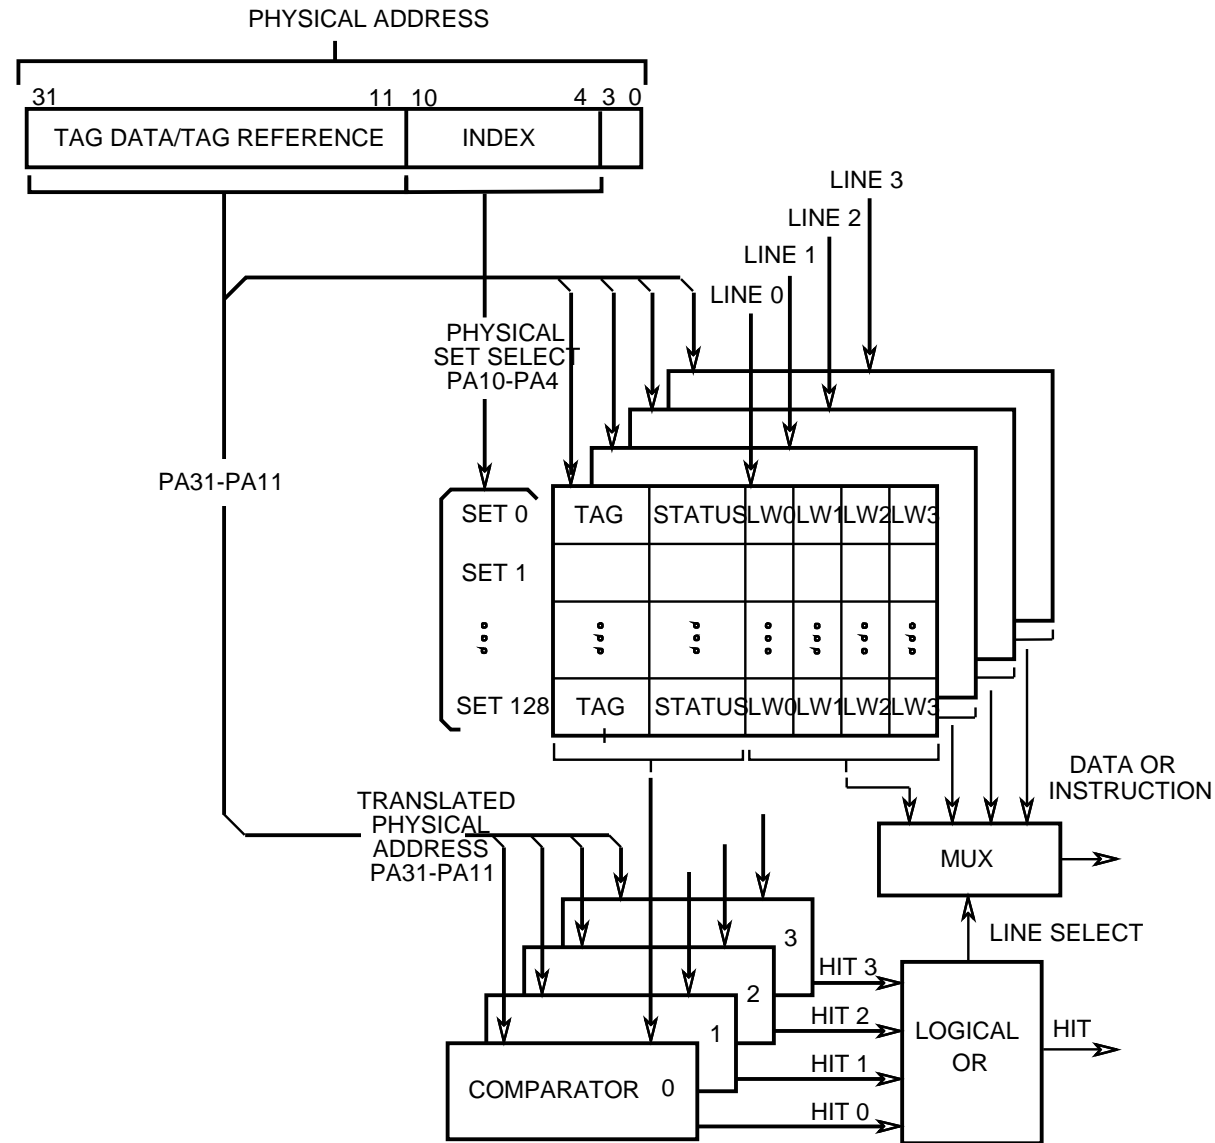 PHYSICAL ADDRESS
31 11 10 4 3 0
TAG DATA/TAG REFERENCE INDEX
LINE 3
LINE 2
LINE 1
LINE 0
PHYSICAL
SET SELECT
PA10-PA4
PA31-PA11
SET 0 TAG STATUS LW0 LW1 LW2 LW3
SET 1
SET 128 TAG STATUS LW0 LW1 LW2 LW3
DATA OR
INSTRUCTION
TRANSLATED
PHYSICAL
ADDRESS
PA31-PA11
MUX
LINE SELECT
3
HIT 3
2
HIT 2
1
HIT 1
COMPARATOR 0
HIT 0
LOGICAL
OR
HIT